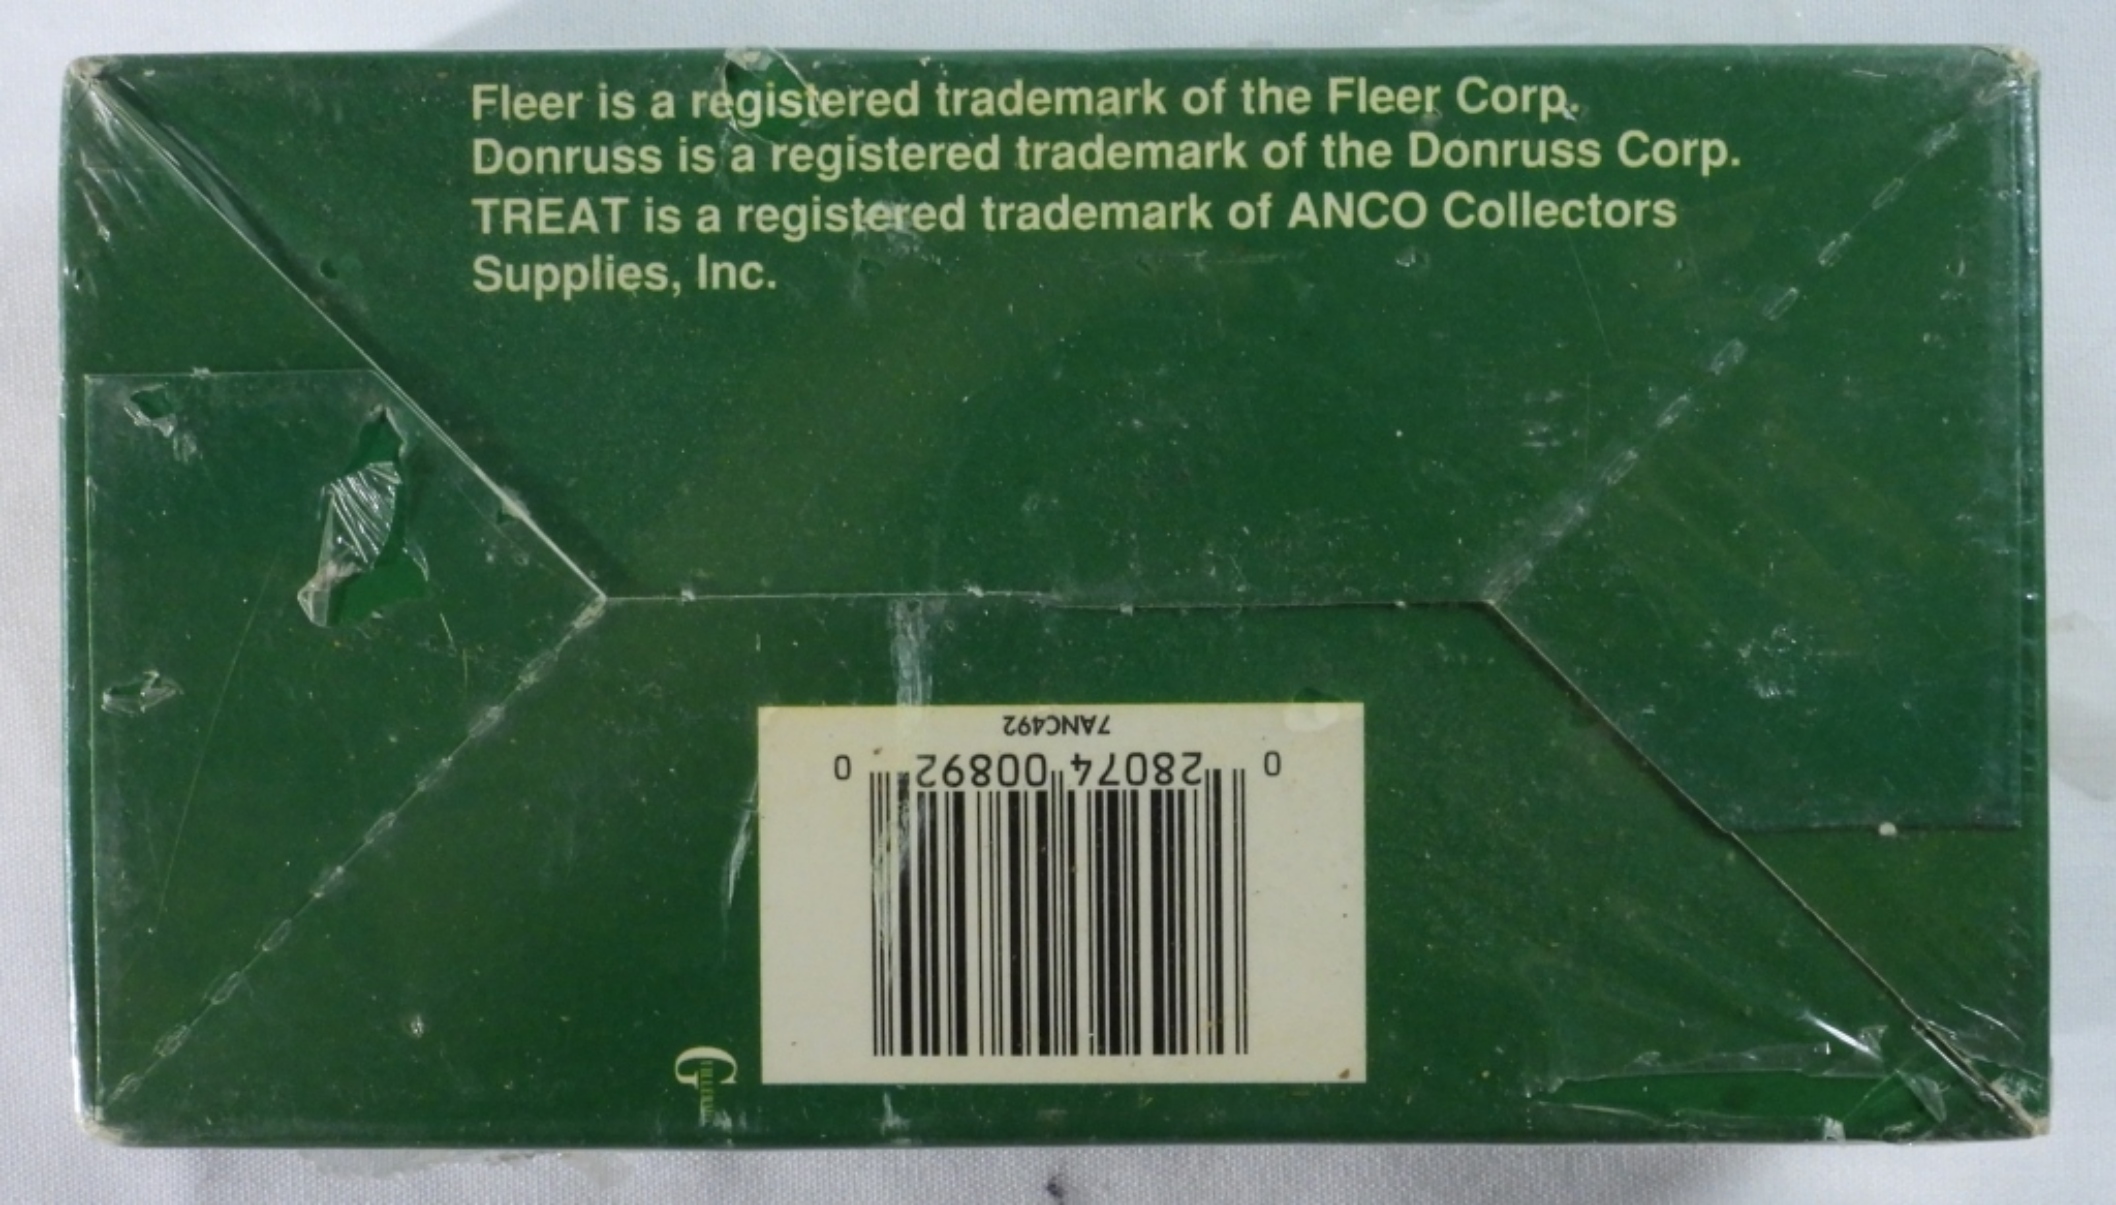 Fleer is a registered trademark of the Fleer Corp.
Donruss is a registered trademark of the Donruss Corp.
TREAT is a registered trademark of ANCO Collectors
Supplies, Inc.
7ANC492
0 28074 00892 0
G